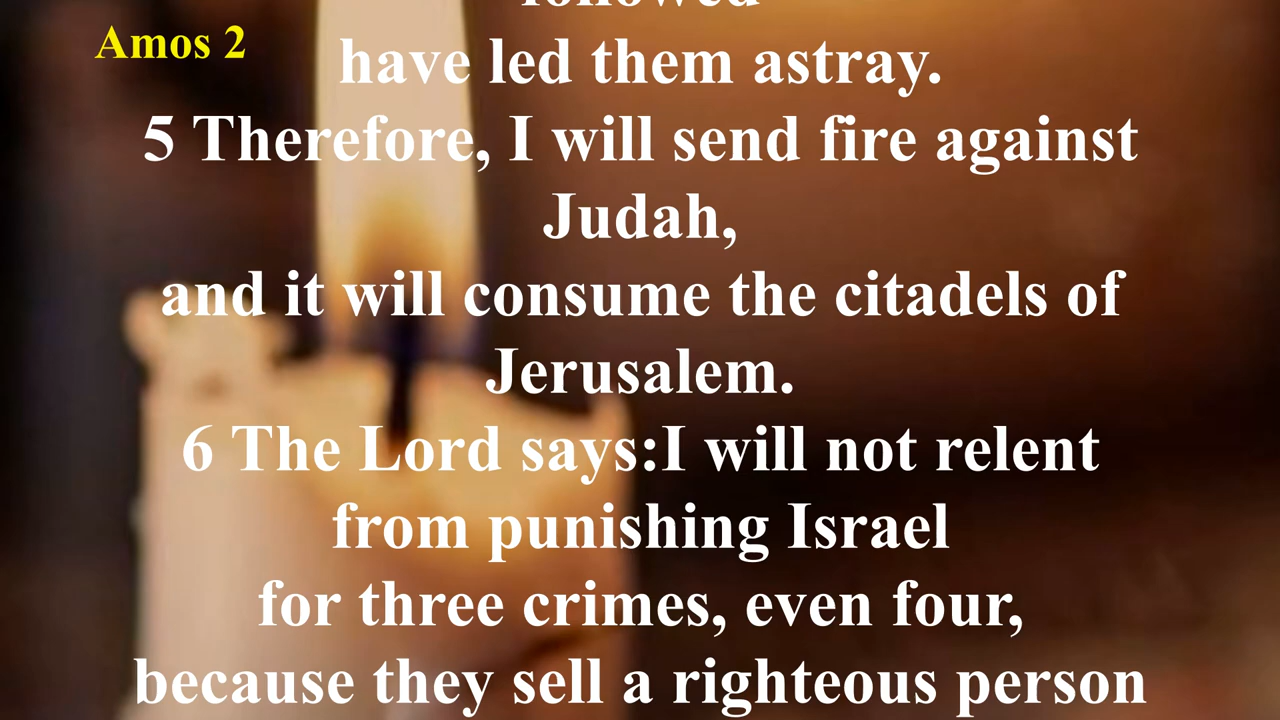 Amos 2
followed
have led them astray.
5 Therefore, I will send fire against
Judah,
and it will consume the citadels of
Jerusalem.
6 The Lord says:I will not relent
from punishing Israel
for three crimes, even four,
because they sell a righteous person